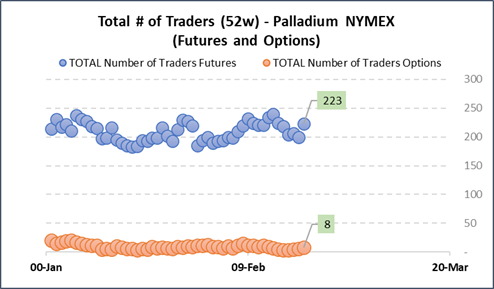 Total # of Traders (52w) - Palladium NYMEX
(Futures and Options)
TOTAL Number of Traders Futures TOTAL Number of Traders Options
300
250
223
200
150
100
50
8
-
00-Jan 09-Feb 20-Mar